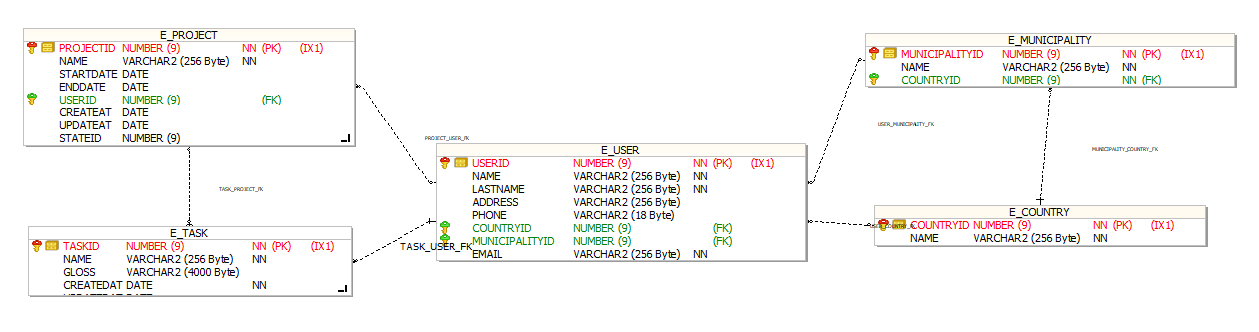 E_PROJECT
PROJECTID NUMBER (9) NN (PK) (IX1)
NAME VARCHAR2 (256 Byte) NN
STARTDATE DATE
ENDDATE DATE
USERID NUMBER (9) (FK)
CREATEAT DATE
UPDATEAT DATE
STATEID NUMBER (9)
E_MUNICIPALITY
MUNICIPALITYID NUMBER (9) NN (PK) (IX1)
NAME VARCHAR2 (256 Byte) NN
COUNTRYID NUMBER (9) NN (FK)
PROJECT_USER_FK
USER_MUNICIPALITY_FK
MUNICIPALITY_COUNTRY_FK
TASK_PROJECT_FK
E_USER
USERID NUMBER (9) NN (PK) (IX1)
NAME VARCHAR2 (256 Byte) NN
LASTNAME VARCHAR2 (256 Byte) NN
ADDRESS VARCHAR2 (256 Byte)
PHONE VARCHAR2 (18 Byte)
COUNTRYID NUMBER (9) (FK)
MUNICIPALITYID NUMBER (9) (FK)
EMAIL VARCHAR2 (256 Byte) NN
TASK_USER_FK
E_COUNTRY
COUNTRYID NUMBER (9) NN (PK) (IX1)
NAME VARCHAR2 (256 Byte) NN
USER_COUNTRY_FK
E_TASK
TASKID NUMBER (9) NN (PK) (IX1)
NAME VARCHAR2 (256 Byte) NN
GLOSS VARCHAR2 (4000 Byte)
CREATEDAT DATE NN